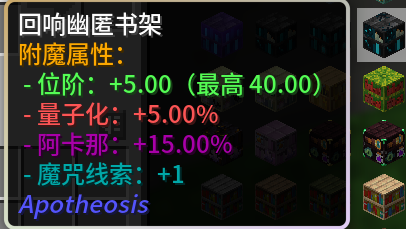 回响幽匿书架
附魔属性：
- 位阶：+5.00（最高 40.00）
- 量子化：+5.00%
- 阿卡那：+15.00%
- 魔咒线索：+1
Apotheosis